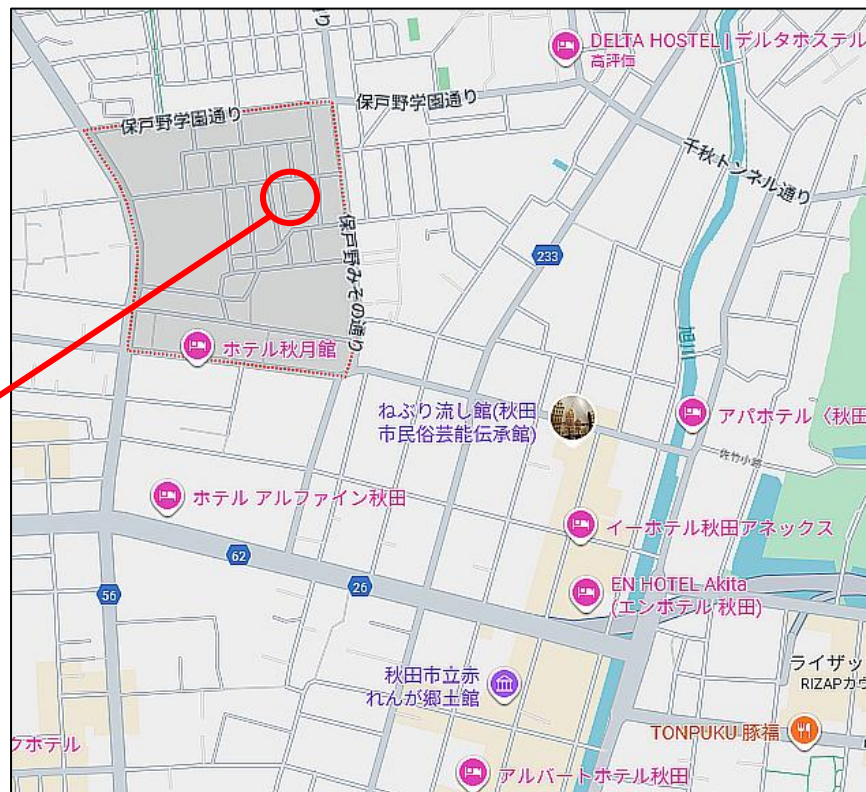 DELTA HOSTEL | デルタホステル
高評価
保戸野学園通り
保戸野学園通り
千秋トンネル通り
保戸野みその通り
233
旭川
ホテル秋月館
ねぶり流し館(秋田
市民俗芸能伝承館)
アパホテル〈秋田
佐竹小路
ホテル アルファイン秋田
イーホテル秋田アネックス
62
26
56
EN HOTEL Akita
(エンホテル 秋田)
秋田市立赤
れんが郷土館
ライザッ
RIZAPカウ
TONPUKU 豚福
クホテル
アルバートホテル秋田